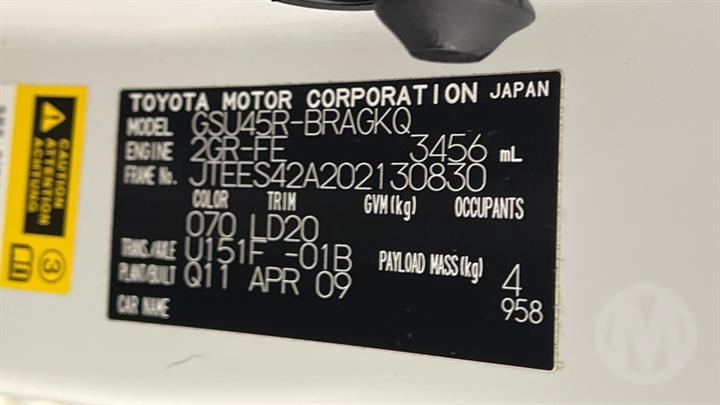 TOYOTA MOTOR CORPORATION JAPAN
MODEL GSU45R-BRAGKQ
ENGINE 2GR-FE 3456 mL
FRAME No. JTEES42A202130830
COLOR TRIM GVM(kg) OCCUPANTS
070 LD20
TRANS/AXLE U151F -01B PAYLOAD MASS(kg) 4
PLANT/BUILT Q11 APR 09
CAR NAME 958
CAUTION
ATTENTION
ACHTUNG
3
M